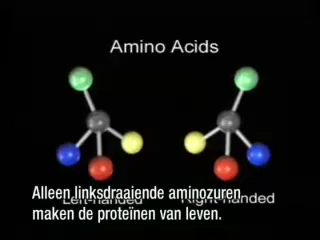 Amino Acids
Left-handed
Right-handed
Alleen linksdraaiende aminozuren
maken de proteïnen van leven.